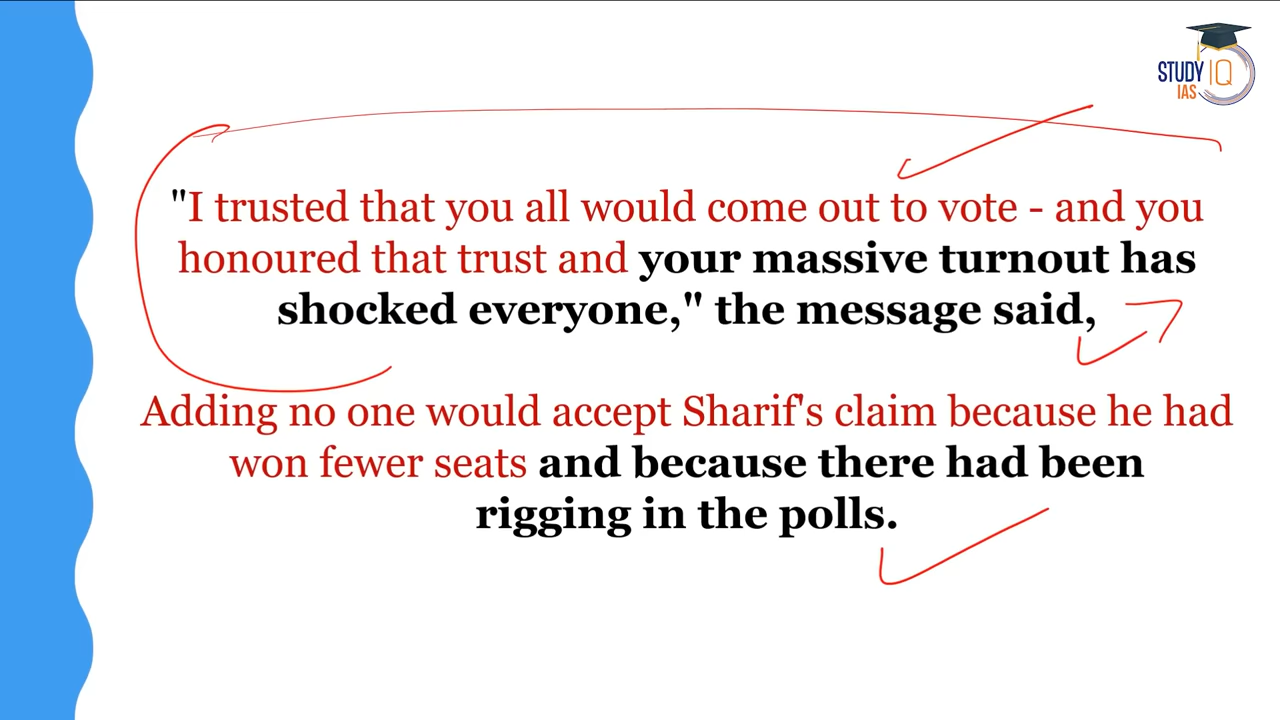 STUDY IQ
IAS
"I trusted that you all would come out to vote - and you
honoured that trust and your massive turnout has
shocked everyone," the message said,
Adding no one would accept Sharif's claim because he had
won fewer seats and because there had been
rigging in the polls.